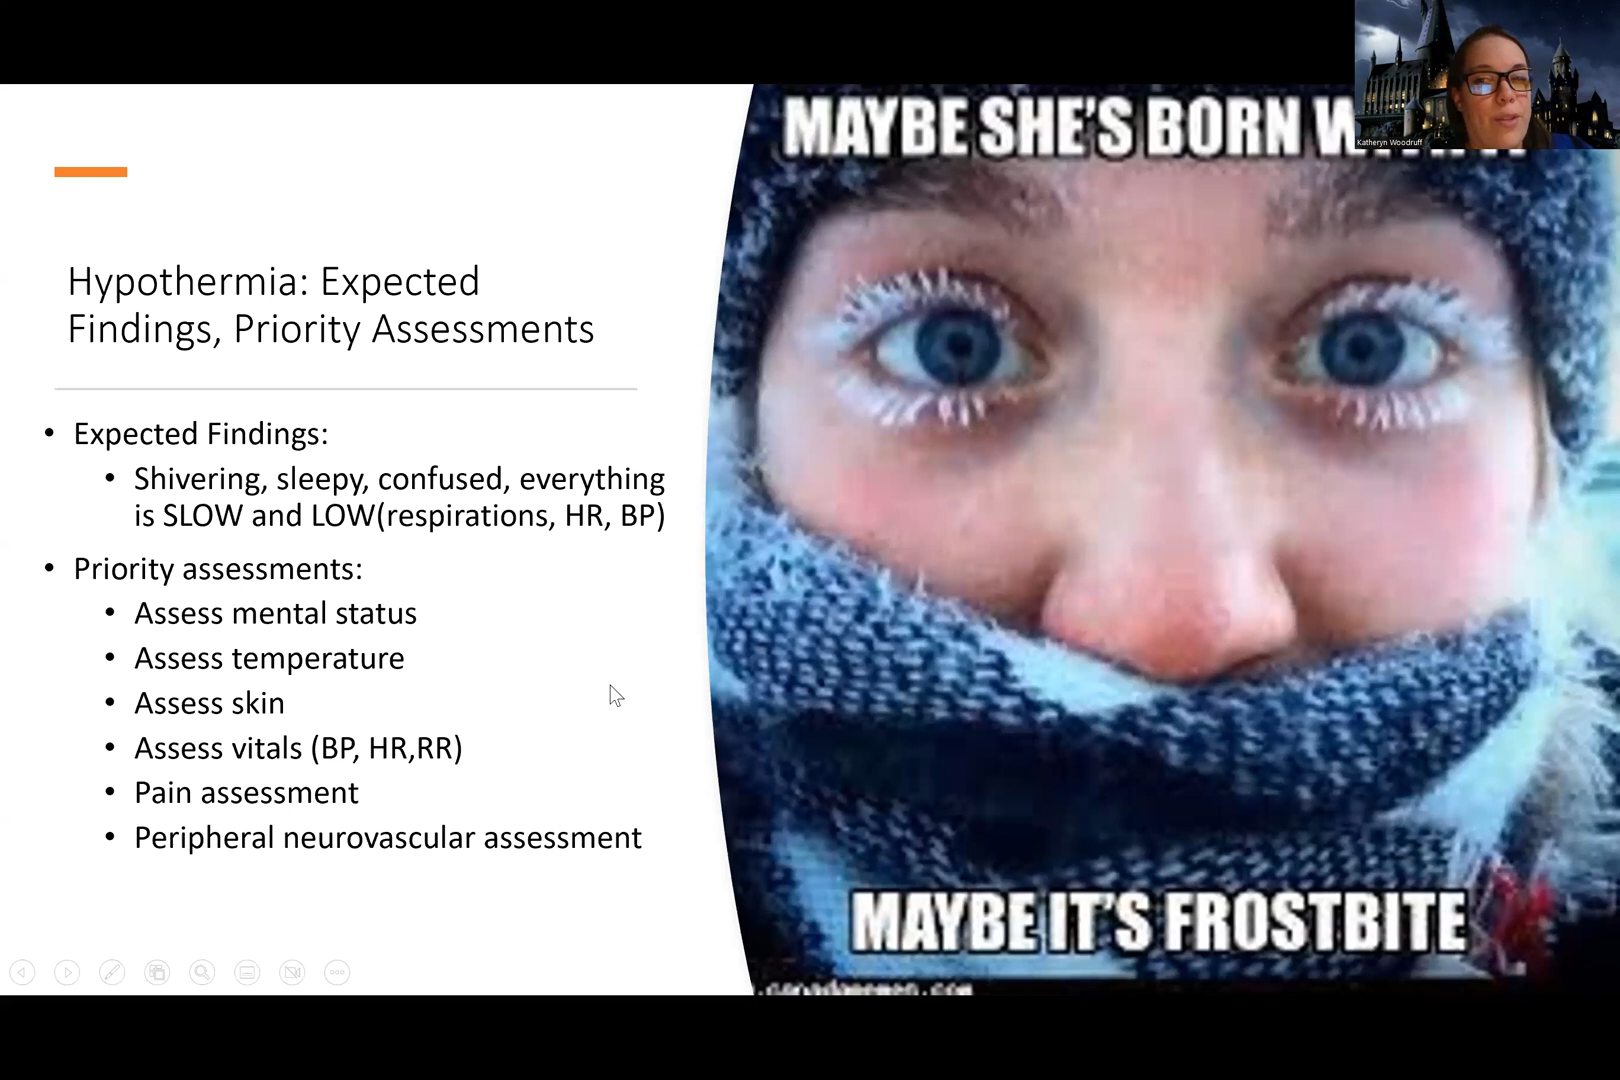 MAYBE SHE'S BORN
Katheryn Woodruff
Hypothermia: Expected
Findings, Priority Assessments
• Expected Findings:
• Shivering, sleepy, confused, everything
is SLOW and LOW(respirations, HR, BP)
• Priority assessments:
• Assess mental status
• Assess temperature
• Assess skin
• Assess vitals (BP, HR,RR)
• Pain assessment
• Peripheral neurovascular assessment
MAYBE IT'S FROSTBITE